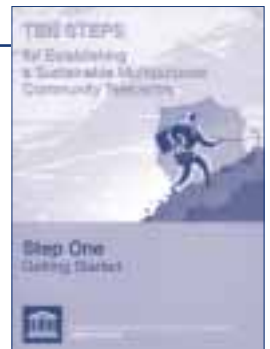 TEN STEPS
for Establishing
a Sustainable Multipurpose
Community Telecentre
Step One
Getting Started